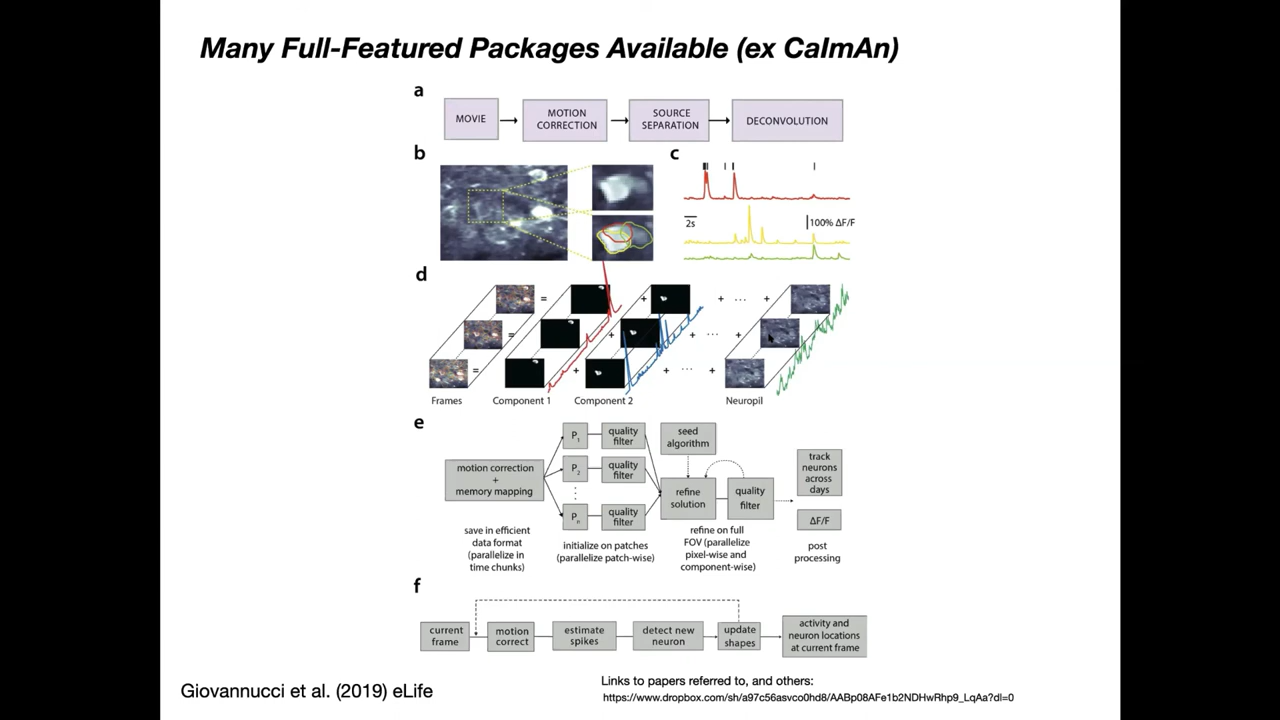 Many Full-Featured Packages Available (ex CaImAn)
a
MOVIE
MOTION
CORRECTION
SOURCE
SEPARATION
DECONVOLUTION
b
c
2s
100% ΔF/F
d
=
+
+
...
+
=
+
+
...
+
=
+
+
...
+
Frames
Component 1
Component 2
Neuropil
e
motion correction
+
memory mapping
P1
quality
filter
P2
quality
filter
⋮
Pn
quality
filter
seed
algorithm
refine
solution
quality
filter
track
neurons
across
days
ΔF/F
save in efficient
data format
(parallelize in
time chunks)
initialize on patches
(parallelize patch-wise)
refine on full
FOV (parallelize
pixel-wise and
component-wise)
post
processing
f
current
frame
motion
correct
estimate
spikes
detect new
neuron
update
shapes
activity and
neuron locations
at current frame
Giovannucci et al. (2019) eLife
Links to papers referred to, and others:
https://www.dropbox.com/sh/a97c56asvco0hd8/AABp08AFe1b2NDHwRhp9_LqAa?dl=0